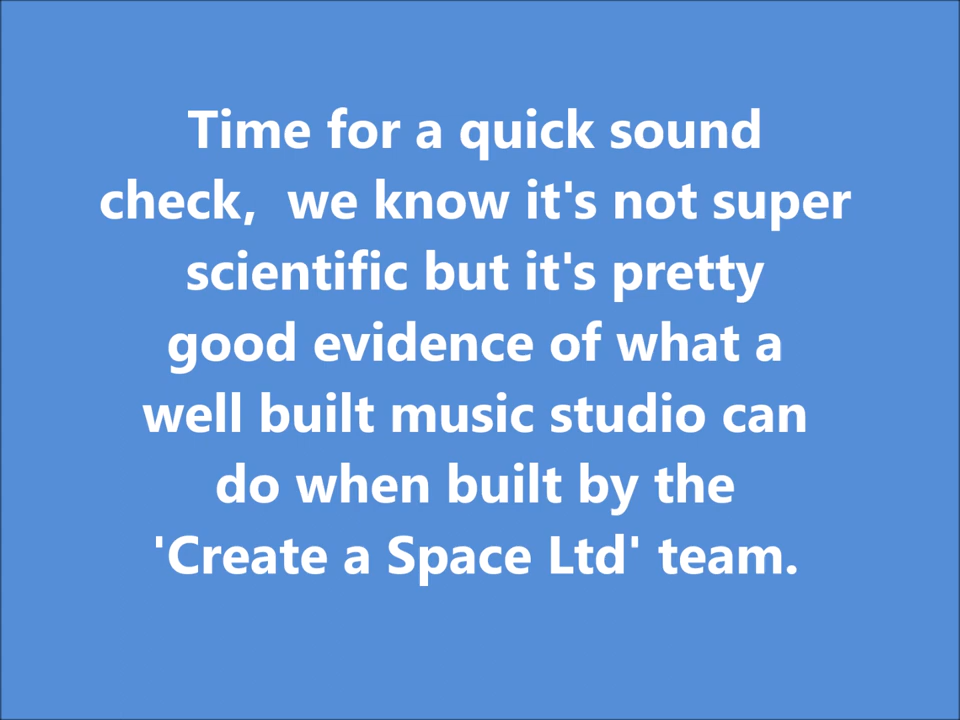 Time for a quick sound
check,  we know it's not super
scientific but it's pretty
good evidence of what a
well built music studio can
do when built by the
'Create a Space Ltd' team.